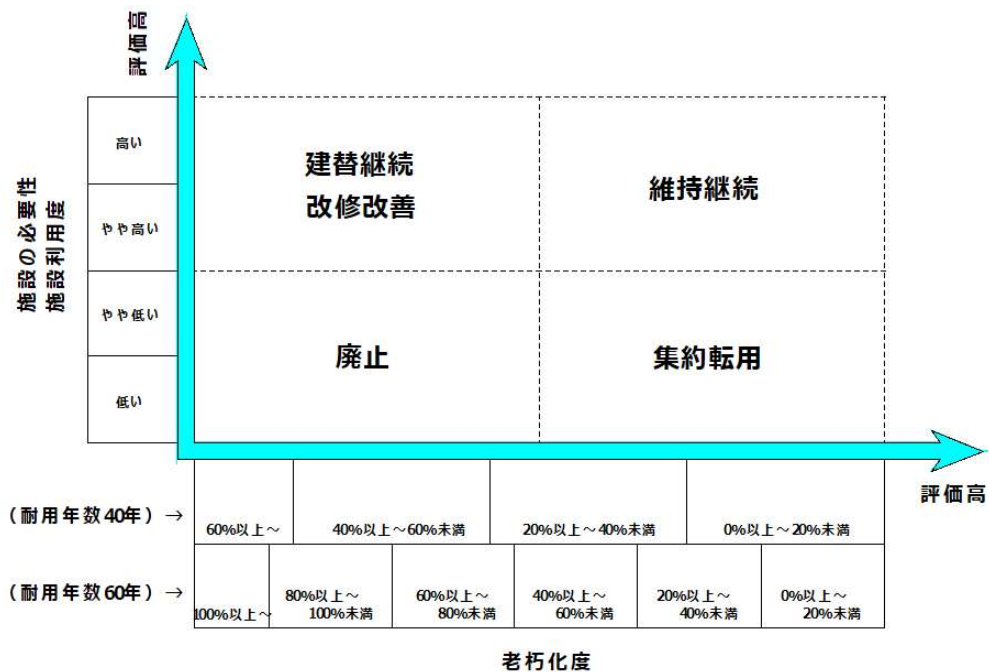 評価高
施設の必要性
施設利用度
高い
やや高い
やや低い
低い
建替継続
改修改善
維持継続
廃止
集約転用
評価高
（耐用年数40年）→
60%以上～
40%以上～60%未満
20%以上～40%未満
0%以上～20%未満
（耐用年数60年）→
100%以上～
80%以上～
100%未満
60%以上～
80%未満
40%以上～
60%未満
20%以上～
40%未満
0%以上～
20%未満
老朽化度